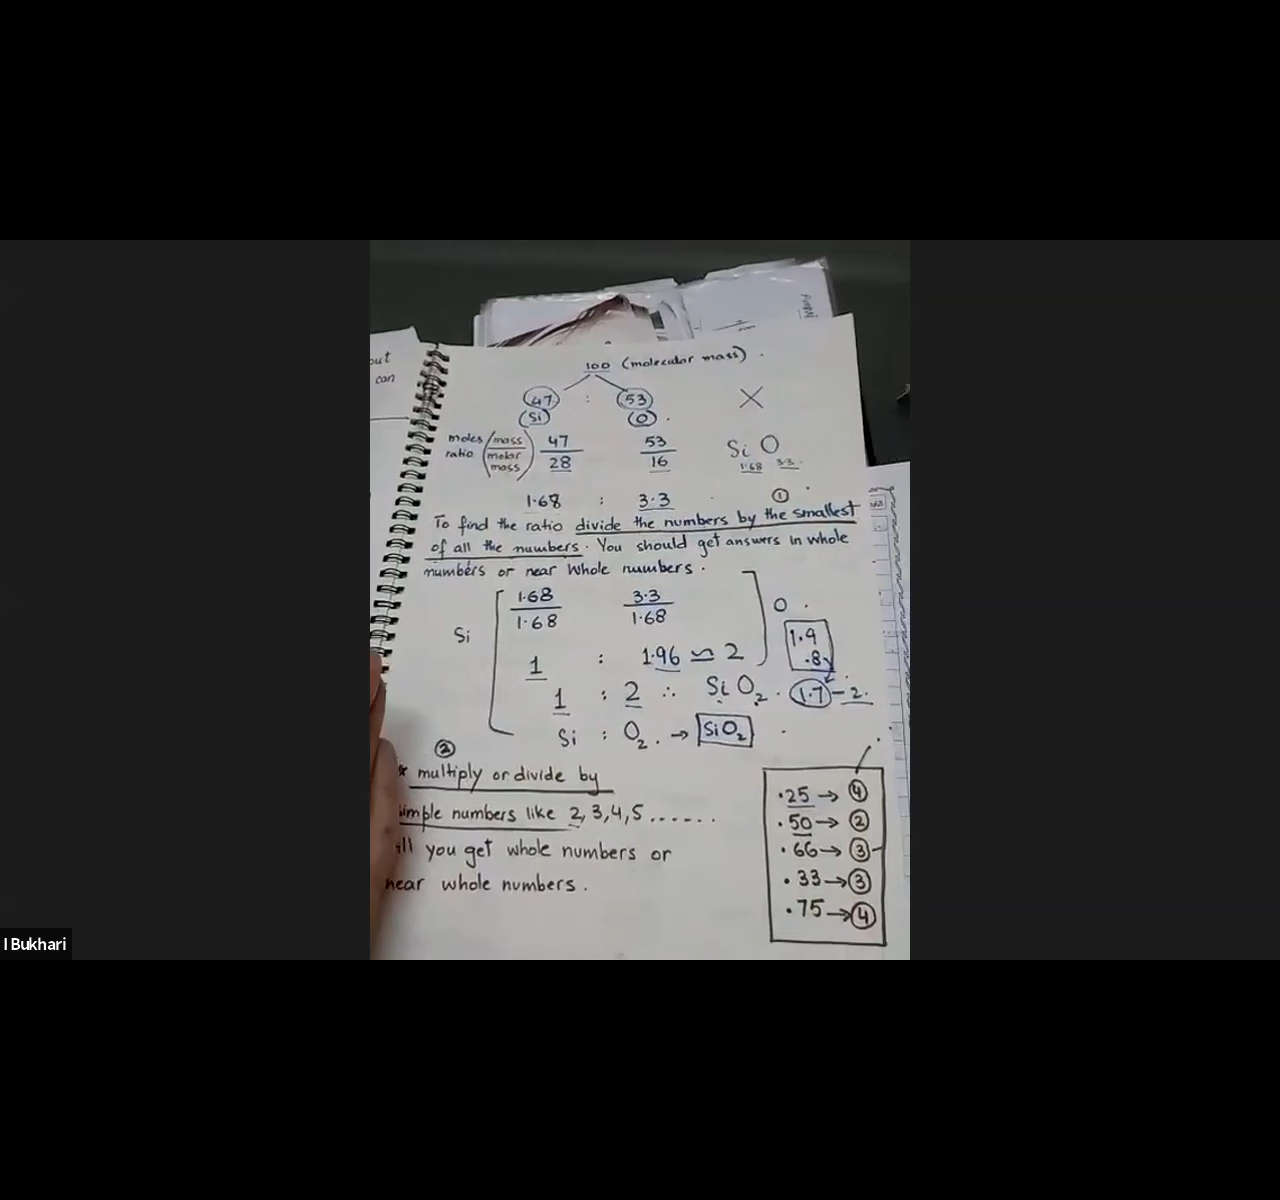 out
can
100 (molecular mass).
47 : 53 X
(Si) (O).
moles ratio (mass / molar mass) 47/28 53/16 Si O
1.68 3.3.
1.68 : 3.3 ①
To find the ratio divide the numbers by the smallest
of all the numbers. You should get answers in whole
numbers or near whole numbers.
Si 1.68/1.68 3.3/1.68 O.
1.9
.8
1 : 1.96 ≌ 2
1 : 2 ∴ SiO₂. 1.7 - 2.
Si : O₂. → SiO₂
②
* multiply or divide by
simple numbers like 2, 3, 4, 5 ......
you get whole numbers or
near whole numbers.
.25 → ④
.50 → ②
.66 → ③
.33 → ③
.75 → ④
I Bukhari